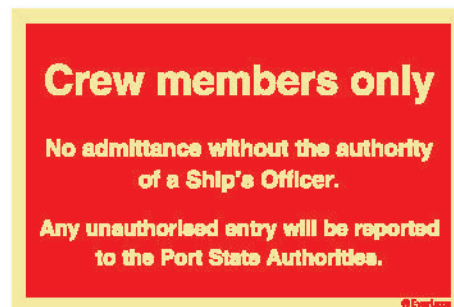 Crew members only
No admittance without the authority
of a Ship's Officer.
Any unauthorised entry will be reported
to the Port State Authorities.